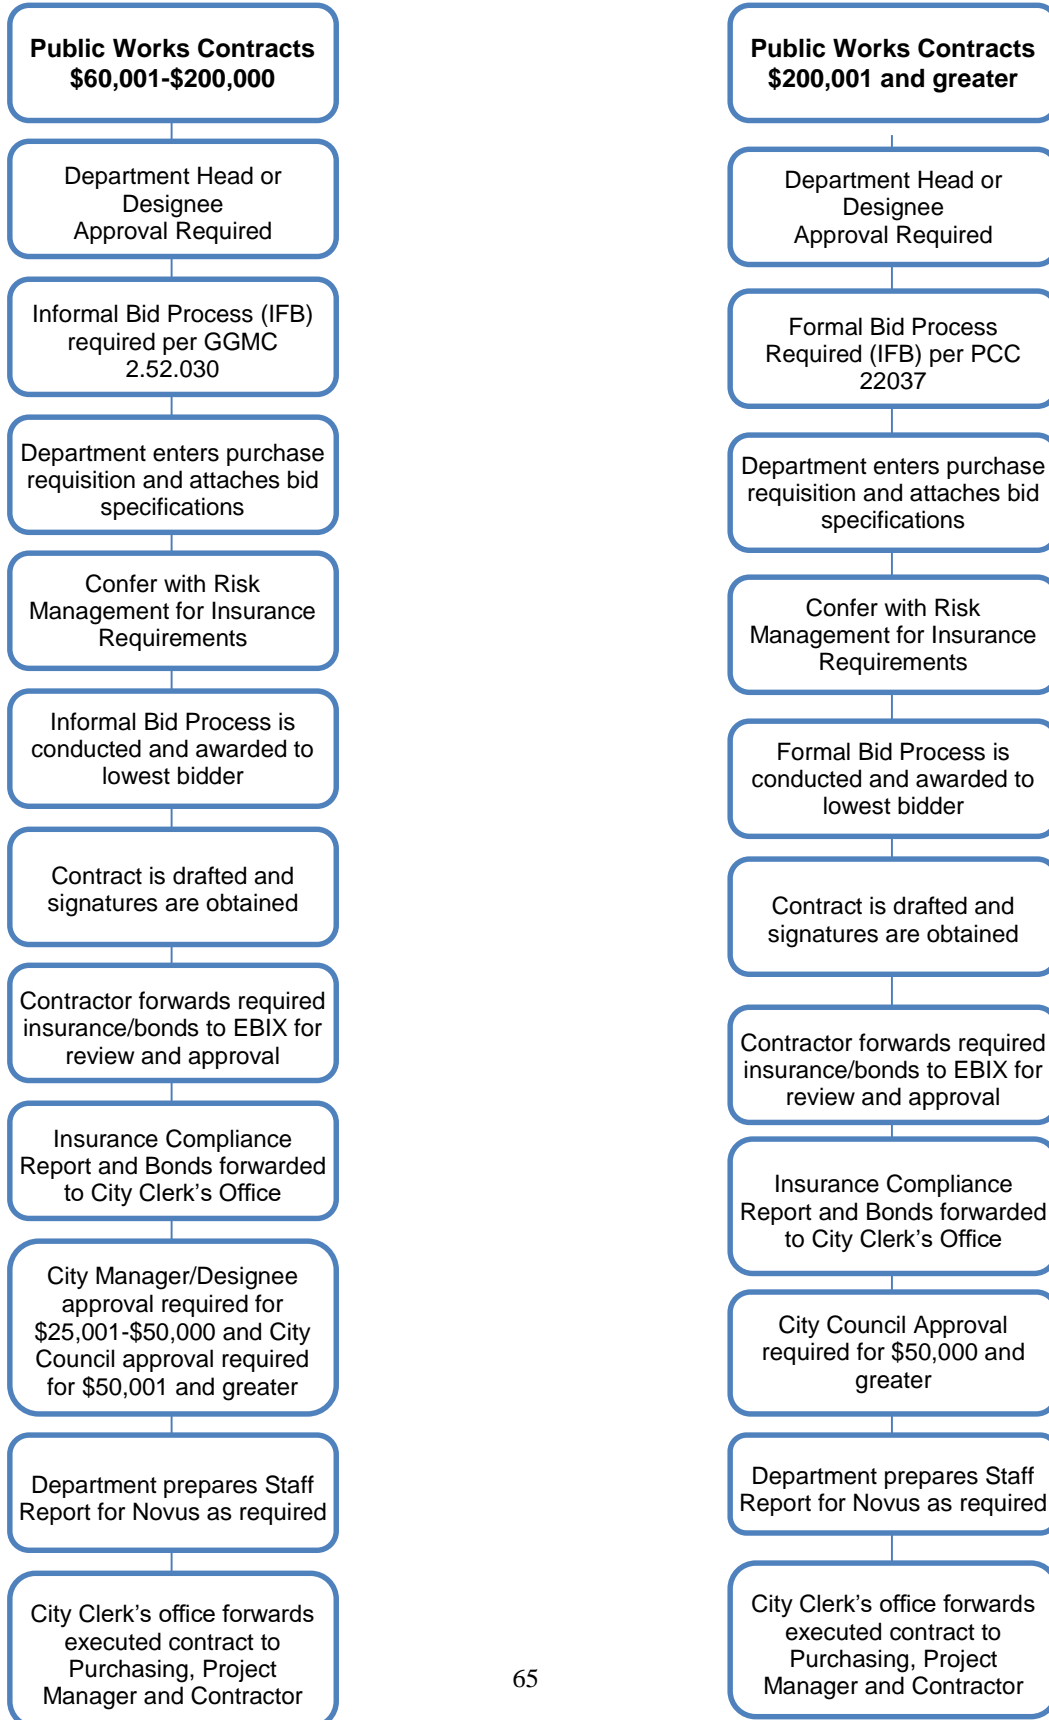 Public Works Contracts
$60,001-$200,000
Department Head or
Designee
Approval Required
Informal Bid Process (IFB)
required per GGMC
2.52.030
Department enters purchase
requisition and attaches bid
specifications
Confer with Risk
Management for Insurance
Requirements
Informal Bid Process is
conducted and awarded to
lowest bidder
Contract is drafted and
signatures are obtained
Contractor forwards required
insurance/bonds to EBIX for
review and approval
Insurance Compliance
Report and Bonds forwarded
to City Clerk’s Office
City Manager/Designee
approval required for
$25,001-$50,000 and City
Council approval required
for $50,001 and greater
Department prepares Staff
Report for Novus as required
City Clerk’s office forwards
executed contract to
Purchasing, Project
Manager and Contractor
Public Works Contracts
$200,001 and greater
Department Head or
Designee
Approval Required
Formal Bid Process
Required (IFB) per PCC
22037
Department enters purchase
requisition and attaches bid
specifications
Confer with Risk
Management for Insurance
Requirements
Formal Bid Process is
conducted and awarded to
lowest bidder
Contract is drafted and
signatures are obtained
Contractor forwards required
insurance/bonds to EBIX for
review and approval
Insurance Compliance
Report and Bonds forwarded
to City Clerk’s Office
City Council Approval
required for $50,000 and
greater
Department prepares Staff
Report for Novus as required
City Clerk’s office forwards
executed contract to
Purchasing, Project
Manager and Contractor
65